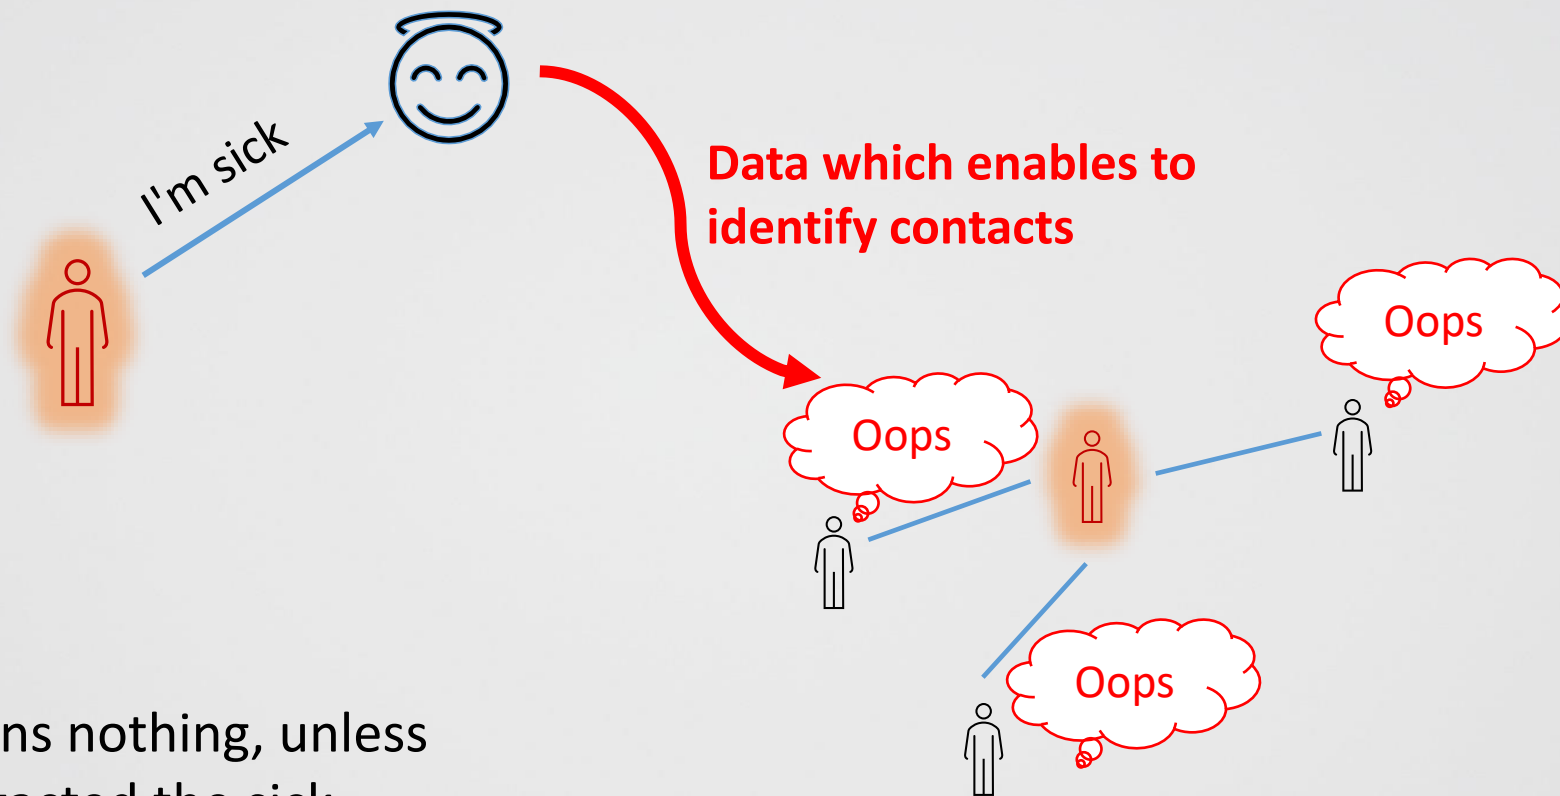 I'm sick
Data which enables to
identify contacts
Oops
Oops
Oops
ns nothing, unless